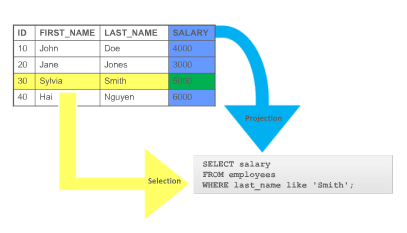 ID FIRST_NAME LAST_NAME SALARY
10 John Doe 4000
20 Jane Jones 3000
30 Sylvia Smith 5000
40 Hai Nguyen 6000
Projection
Selection
SELECT salary
FROM employees
WHERE last_name like 'Smith';